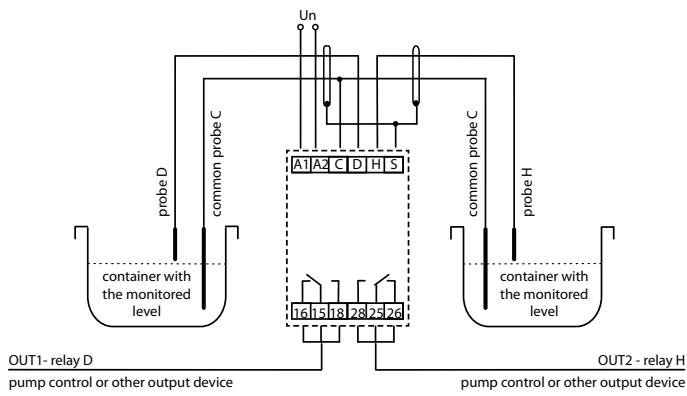 Un
probe D
common probe C
common probe C
probe H
A1 A2 C D H S
container with
the monitored
level
container with
the monitored
level
16 15 18 28 25 26
OUT1- relay D
pump control or other output device
OUT2 - relay H
pump control or other output device